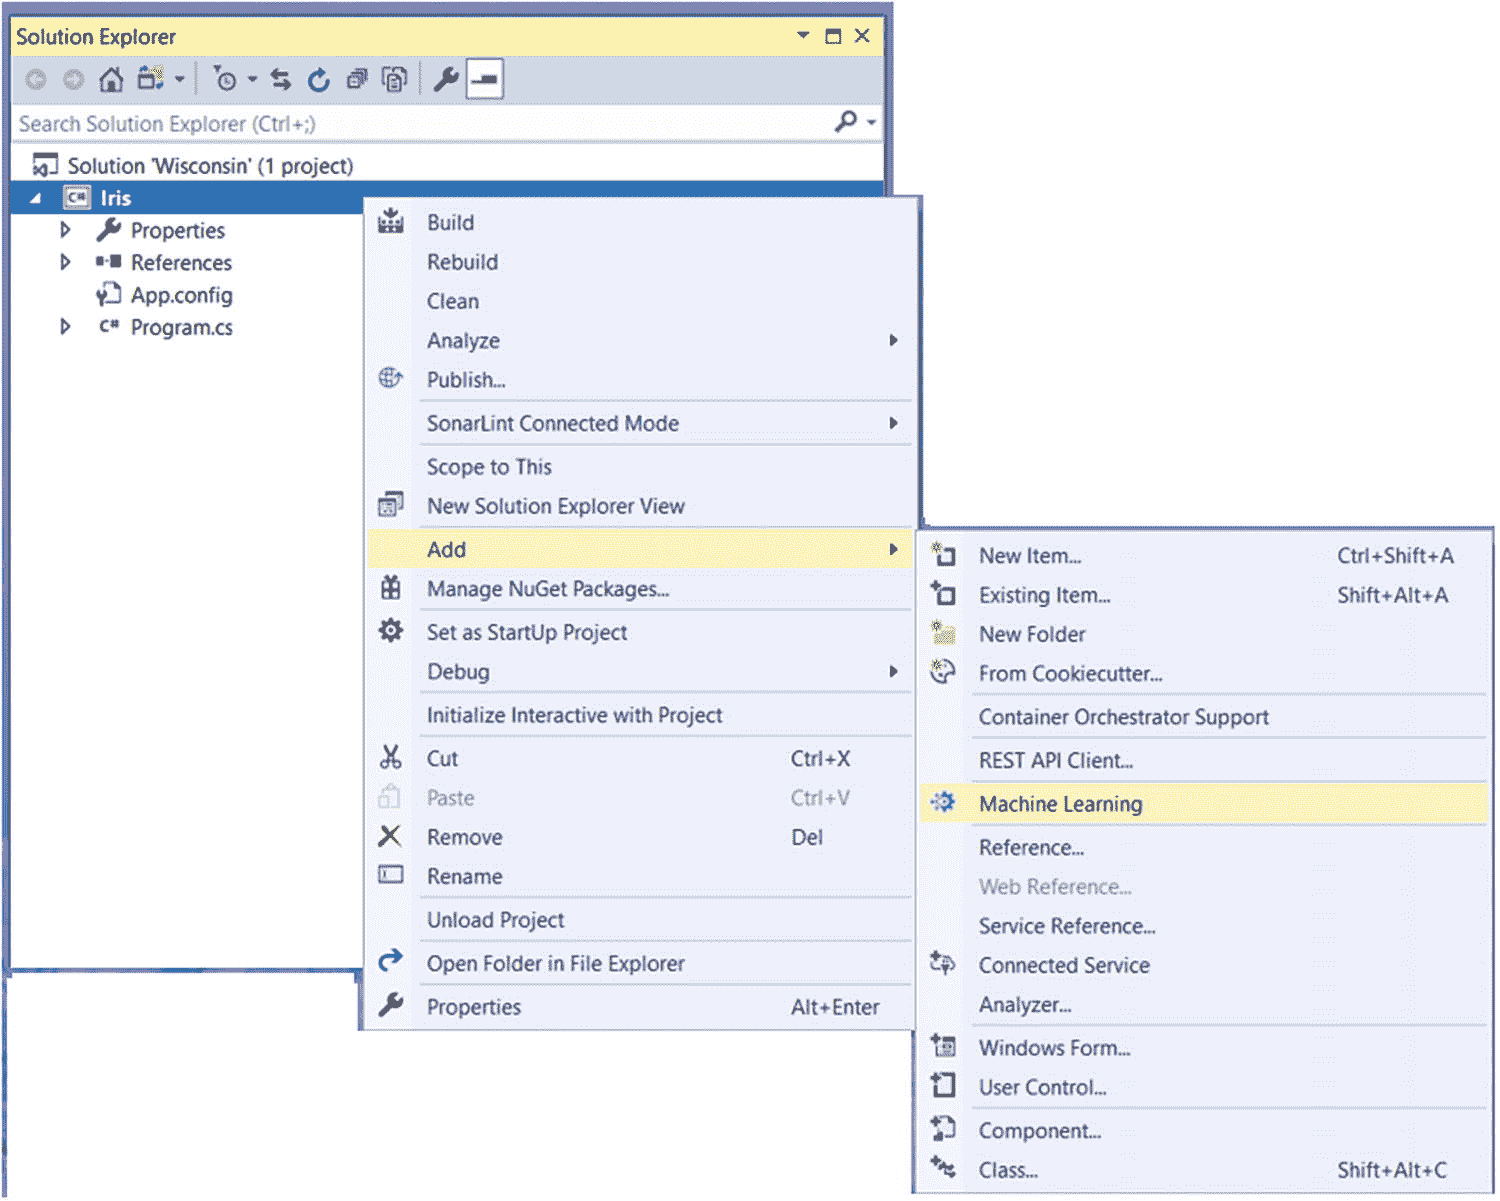 Solution Explorer
Search Solution Explorer (Ctrl+;)
Solution 'Wisconsin' (1 project)
C# Iris
Properties
References
App.config
C# Program.cs
Build
Rebuild
Clean
Analyze
Publish...
SonarLint Connected Mode
Scope to This
New Solution Explorer View
Add
Manage NuGet Packages...
Set as StartUp Project
Debug
Initialize Interactive with Project
Cut Ctrl+X
Paste Ctrl+V
Remove Del
Rename
Unload Project
Open Folder in File Explorer
Properties Alt+Enter
New Item... Ctrl+Shift+A
Existing Item... Shift+Alt+A
New Folder
From Cookiecutter...
Container Orchestrator Support
REST API Client...
Machine Learning
Reference...
Web Reference...
Service Reference...
Connected Service
Analyzer...
Windows Form...
User Control...
Component...
Class... Shift+Alt+C